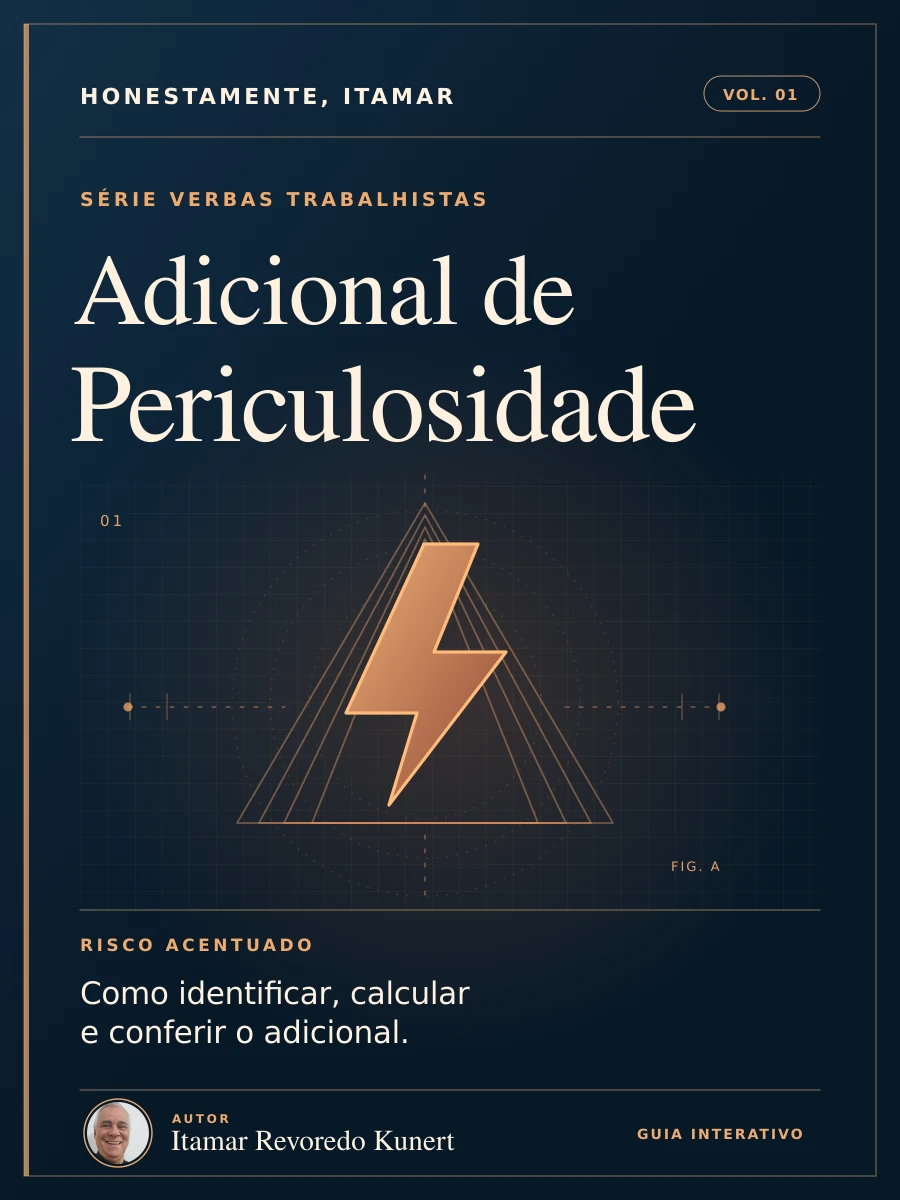 HONESTAMENTE, ITAMAR
VOL. 01
SÉRIE VERBAS TRABALHISTAS
Adicional de
Periculosidade
01
FIG. A
RISCO ACENTUADO
Como identificar, calcular
e conferir o adicional.
AUTOR
Itamar Revoredo Kunert
GUIA INTERATIVO